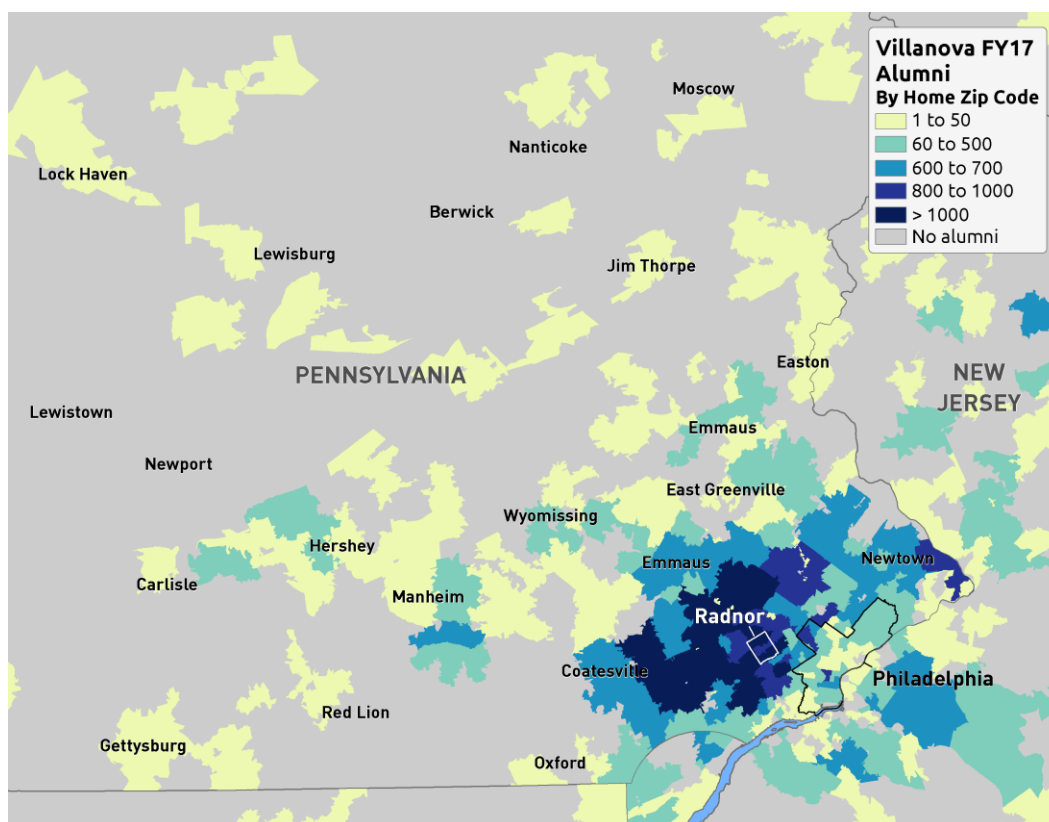 Villanova FY17
Alumni
By Home Zip Code
1 to 50
60 to 500
600 to 700
800 to 1000
> 1000
No alumni
Moscow
Nanticoke
Lock Haven
Berwick
Lewisburg
Jim Thorpe
Easton
PENNSYLVANIA
NEW
JERSEY
Lewistown
Emmaus
Newport
East Greenville
Wyomissing
Hershey
Emmaus
Newtown
Carlisle
Manheim
Radnor
Coatesville
Philadelphia
Red Lion
Gettysburg
Oxford